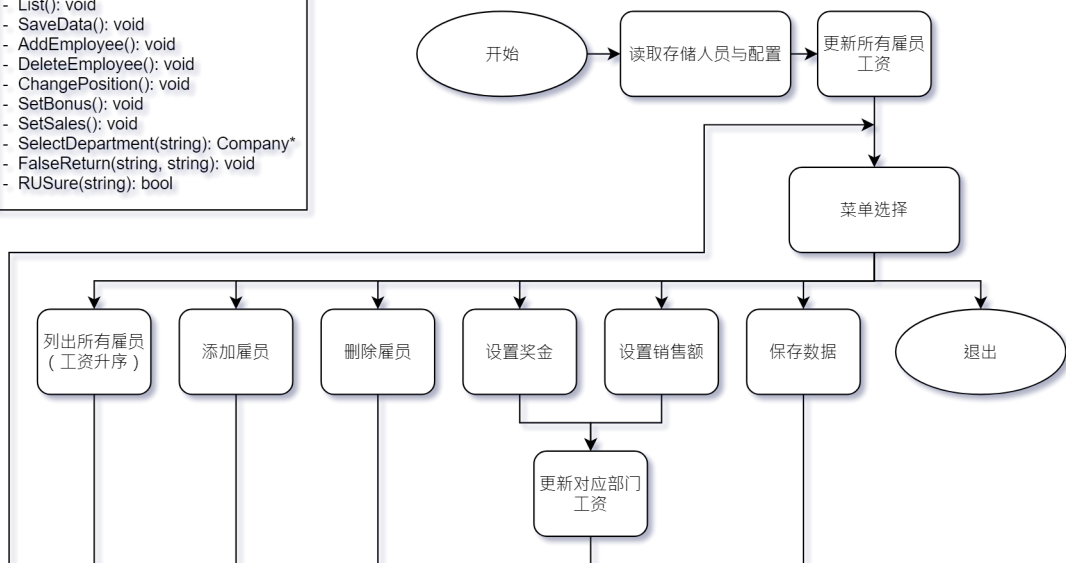 - List(): void
- SaveData(): void
- AddEmployee(): void
- DeleteEmployee(): void
- ChangePosition(): void
- SetBonus(): void
- SetSales(): void
- SelectDepartment(string): Company*
- FalseReturn(string, string): void
- RUSure(string): bool
开始
读取存储人员与配置
更新所有雇员
工资
菜单选择
列出所有雇员
（工资升序）
添加雇员
删除雇员
设置奖金
设置销售额
保存数据
退出
更新对应部门
工资